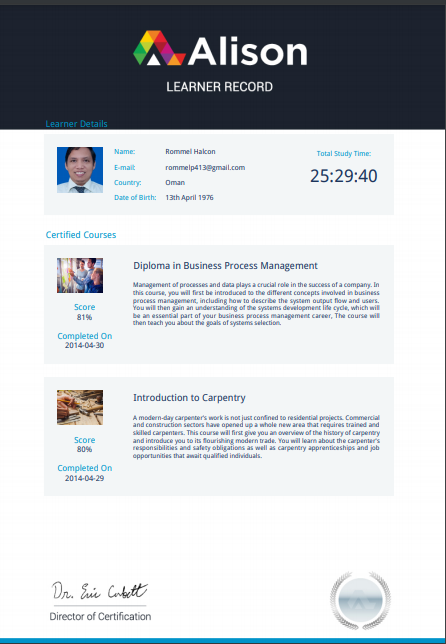 Alison
LEARNER RECORD
Learner Details
Name: Rommel Halcon
E-mail: rommelp413@gmail.com
Country: Oman
Date of Birth: 13th April 1976
Total Study Time:
25:29:40
Certified Courses
Diploma in Business Process Management
Management of processes and data plays a crucial role in the success of a company. In
this course, you will first be introduced to the different concepts involved in business
process management, including how to describe the system output flow and users.
You will then gain an understanding of the systems development life cycle, which will
be an essential part of your business process management career. The course will
then teach you about the goals of systems selection.
Score
81%
Completed On
2014-04-30
Introduction to Carpentry
A modern-day carpenter's work is not just confined to residential projects. Commercial
and construction sectors have opened up a whole new area that requires trained and
skilled carpenters. This course will first give you an overview of the history of carpentry
and introduce you to its flourishing modern trade. You will learn about the carpenter's
responsibilities and safety obligations as well as carpentry apprenticeships and job
opportunities that await qualified individuals.
Score
80%
Completed On
2014-04-29
Dr. Eric Corbett
Director of Certification